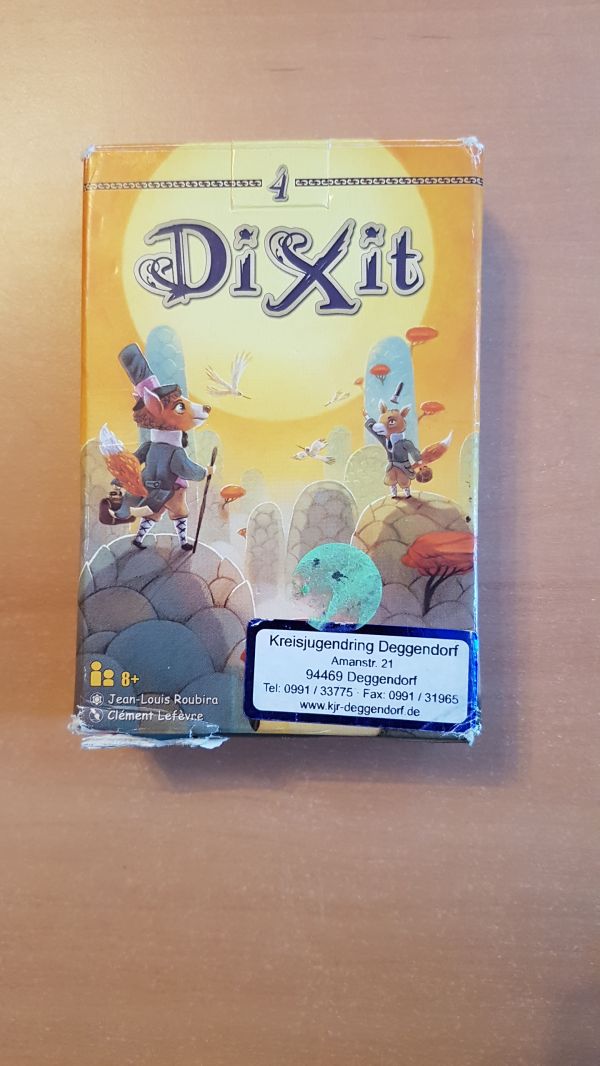 4
DiXit
8+
Jean-Louis Roubira
Clément Lefèvre
Kreisjugendring Deggendorf
Amanstr. 21
94469 Deggendorf
Tel: 0991 / 33775 · Fax: 0991 / 31965
www.kjr-deggendorf.de